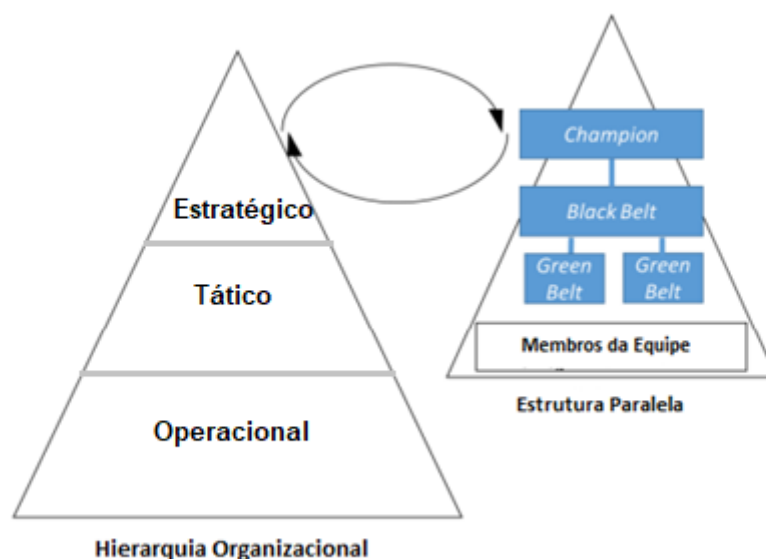 Estratégico
Tático
Operacional
Hierarquia Organizacional
Champion
Black Belt
Green
Belt
Green
Belt
Membros da Equipe
Estrutura Paralela